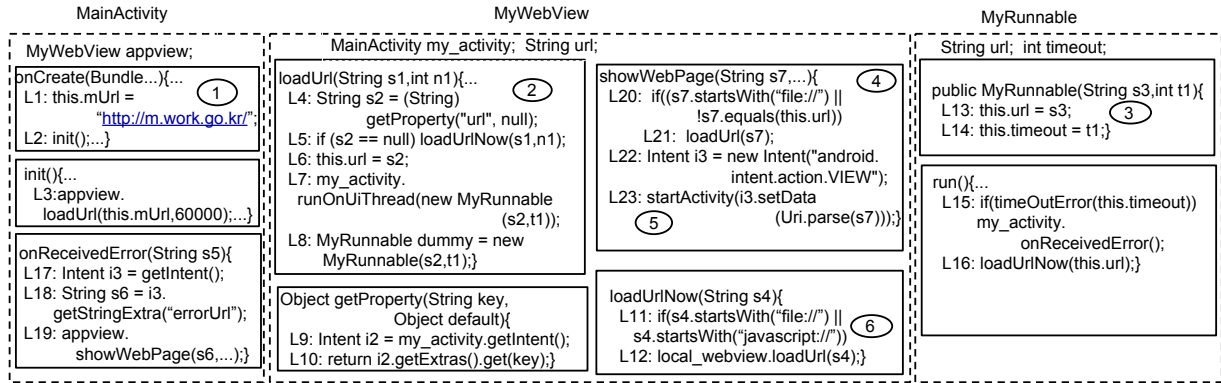 MainActivity
MyWebView appview;
onCreate(Bundle...){...
1
L1: this.mUrl =
"http://m.work.go.kr/";
L2: init();...}
init(){...
L3:appview.
loadUrl(this.mUrl,60000);...}
onReceivedError(String s5){
L17: Intent i3 = getIntent();
L18: String s6 = i3.
getStringExtra("errorUrl");
L19: appview.
showWebPage(s6,...);}
MyWebView
MainActivity my_activity; String url;
loadUrl(String s1,int n1){...
2
L4: String s2 = (String)
getProperty("url", null);
L5: if (s2 == null) loadUrlNow(s1,n1);
L6: this.url = s2;
L7: my_activity.
runOnUiThread(new MyRunnable
(s2,t1));
L8: MyRunnable dummy = new
MyRunnable(s2,t1);}
Object getProperty(String key,
Object default){
L9: Intent i2 = my_activity.getIntent();
L10: return i2.getExtras().get(key);}
showWebPage(String s7,...){
4
L20: if((s7.startsWith("file://") ||
!s7.equals(this.url))
L21: loadUrl(s7);
L22: Intent i3 = new Intent("android.
intent.action.VIEW");
L23: startActivity(i3.setData
(Uri.parse(s7)));}
5
loadUrlNow(String s4){
L11: if(s4.startsWith("file://") ||
s4.startsWith("javascript://"))
6
L12: local_webview.loadUrl(s4);}
MyRunnable
String url; int timeout;
public MyRunnable(String s3,int t1){
L13: this.url = s3;
3
L14: this.timeout = t1;}
run(){...
L15: if(timeOutError(this.timeout))
my_activity.
onReceivedError();
L16: loadUrlNow(this.url);}